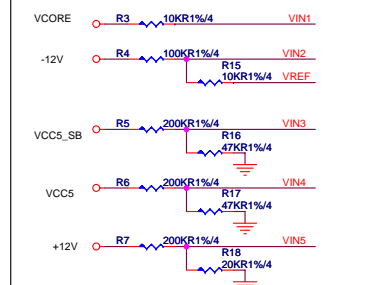 VCORE R3 10KR1%/4 VIN1
-12V R4 100KR1%/4 VIN2
R15
10KR1%/4 VREF
VCC5_SB R5 200KR1%/4 VIN3
R16
47KR1%/4
VCC5 R6 200KR1%/4 VIN4
R17
47KR1%/4
+12V R7 200KR1%/4 VIN5
R18
20KR1%/4